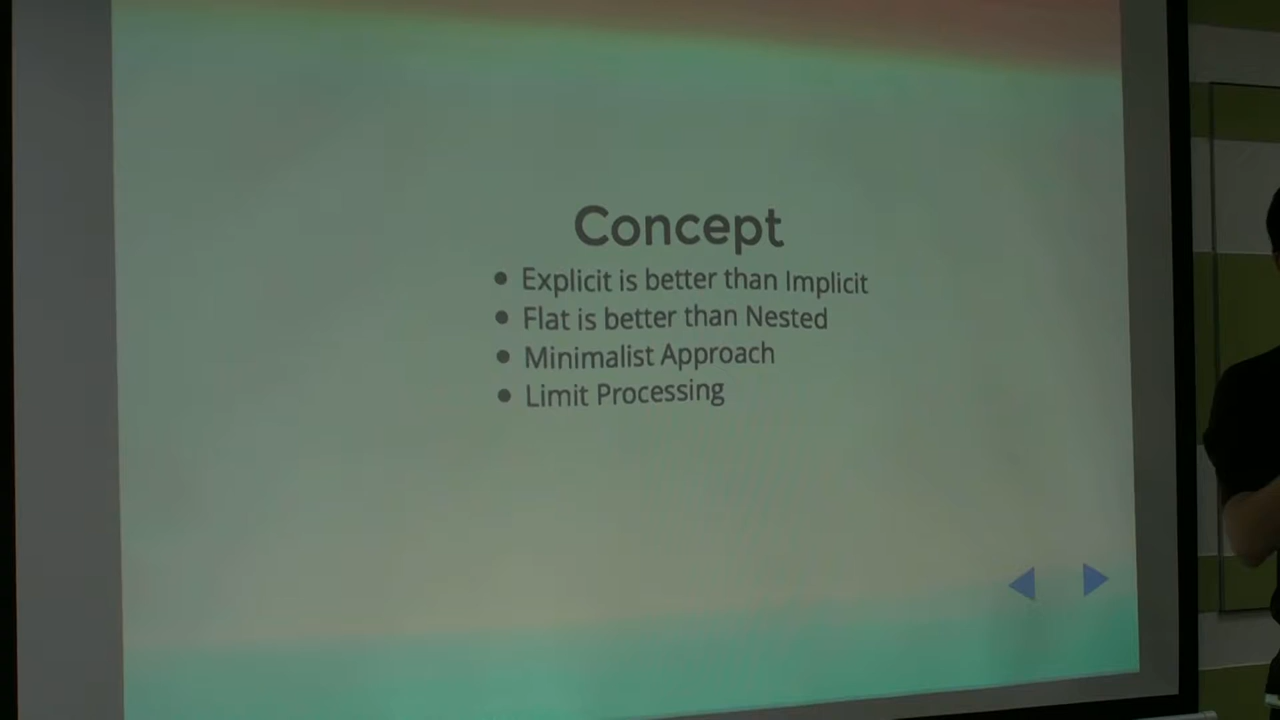 Concept
• Explicit is better than Implicit
• Flat is better than Nested
• Minimalist Approach
• Limit Processing